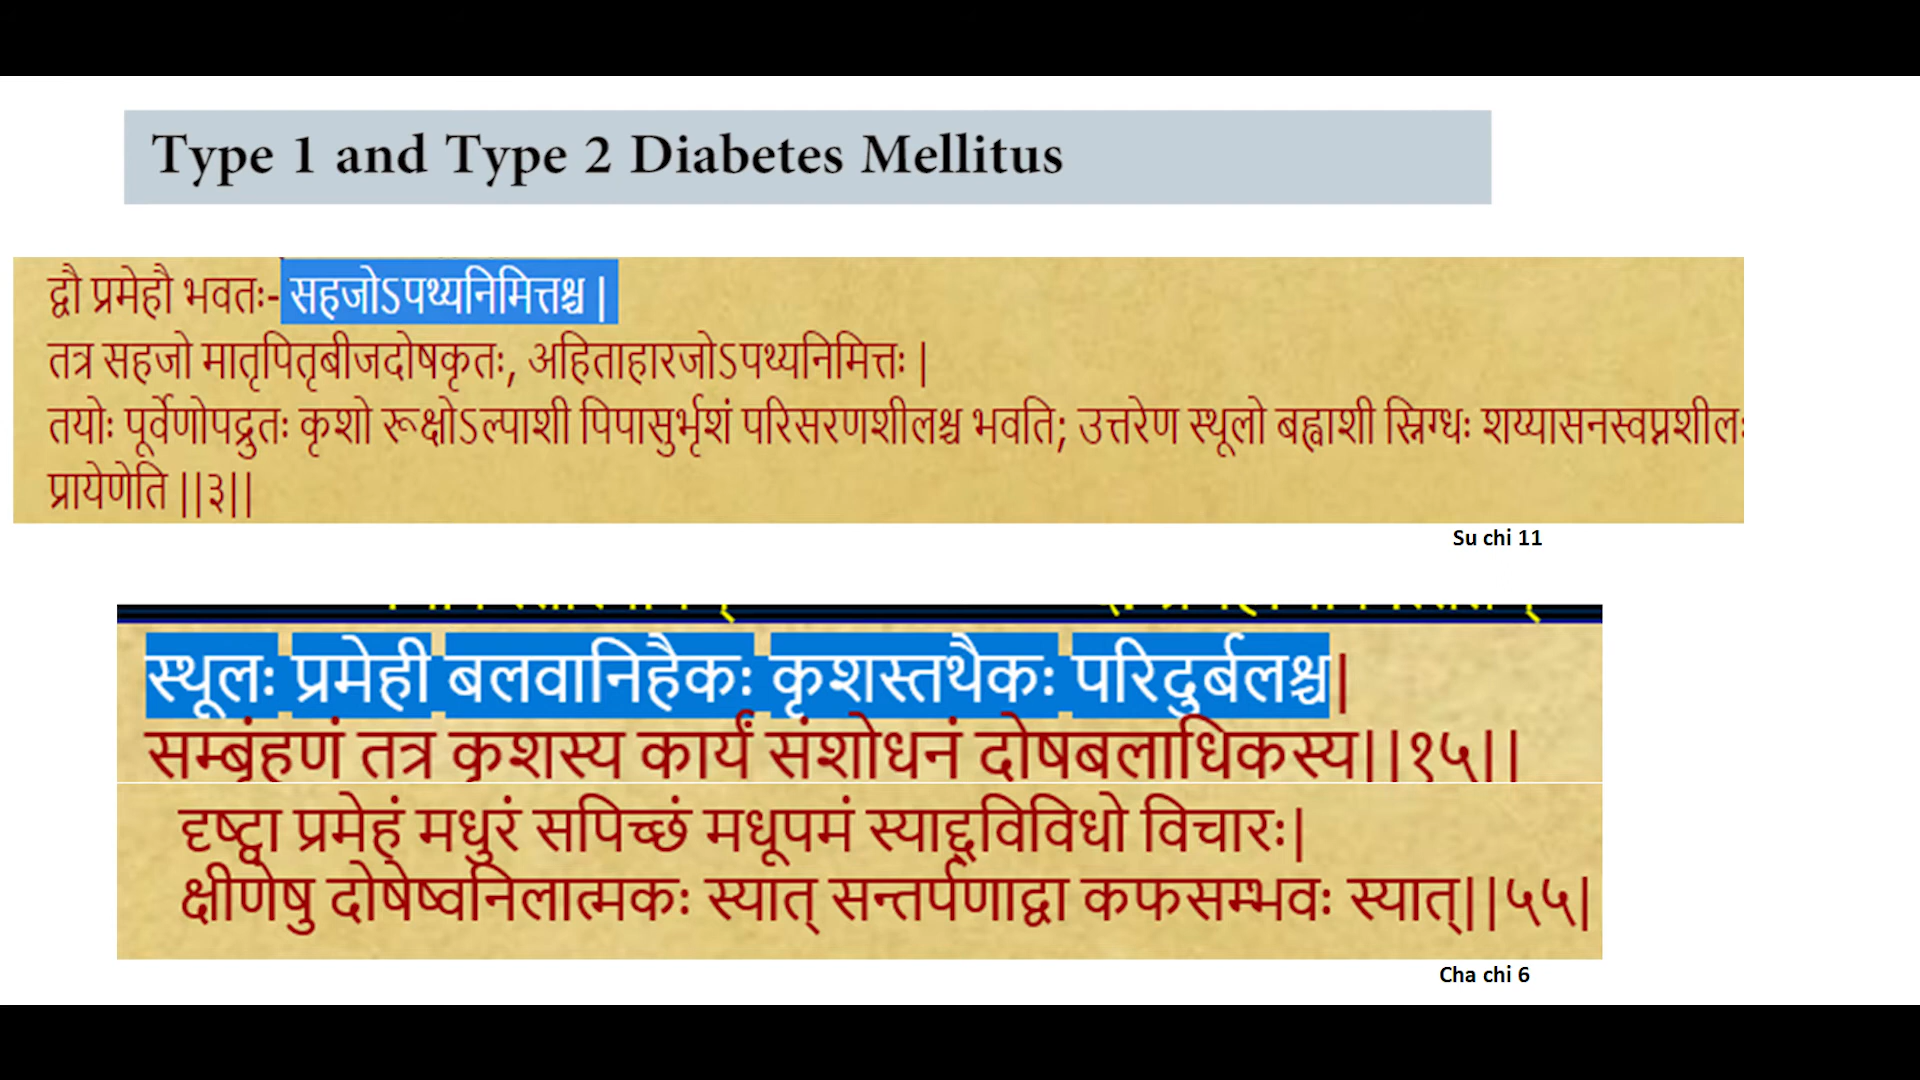 Type 1 and Type 2 Diabetes Mellitus
द्वौ प्रमेहौ भवतः- सहजोऽपथ्यनिमित्तश्च |
तत्र सहजो मातृपितृबीजदोषकृतः, अहिताहारजोऽपथ्यनिमित्तः |
तयोः पूर्वेणोपद्रुतः कृशो रूक्षोऽल्पाशी पिपासुर्भृशं परिसरणशीलश्च भवति; उत्तरेण स्थूलो बह्वाशी स्निग्धः शय्यासनस्वप्नशीलः
प्रायेणेति ||३||
Su chi 11
स्थूलः प्रमेही बलवानिहैकः कृशस्तथैकः परिदुर्बलश्च|
सम्बृंहणं तत्र कृशस्य कार्यं संशोधनं दोषबलाधिकस्य||१५||
दृष्ट्वा प्रमेहं मधुरं सपिच्छं मधूपमं स्याद्द्विविधो विचारः|
क्षीणेषु दोषेष्वनिलात्मकः स्यात् सन्तर्पणाद्वा कफसम्भवः स्यात्||५५|
Cha chi 6